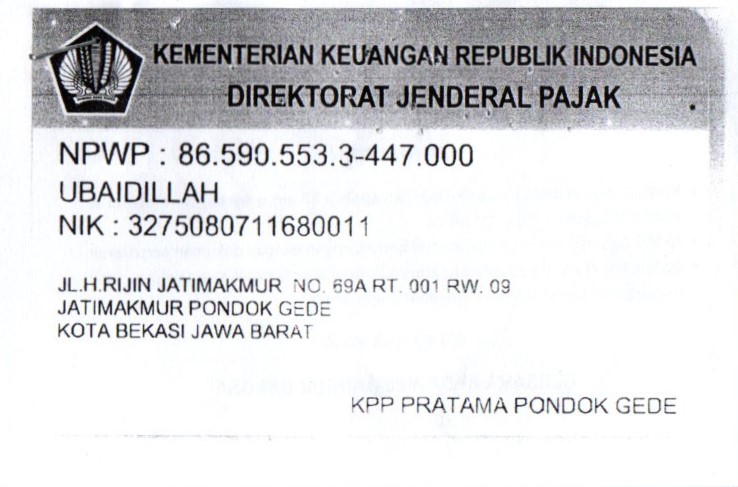 KEMENTERIAN KEUANGAN REPUBLIK INDONESIA
DIREKTORAT JENDERAL PAJAK
NPWP : 86.590.553.3-447.000
UBAIDILLAH
NIK : 3275080711680011
JL.H.RIJIN JATIMAKMUR NO. 69A RT. 001 RW. 09
JATIMAKMUR PONDOK GEDE
KOTA BEKASI JAWA BARAT
KPP PRATAMA PONDOK GEDE